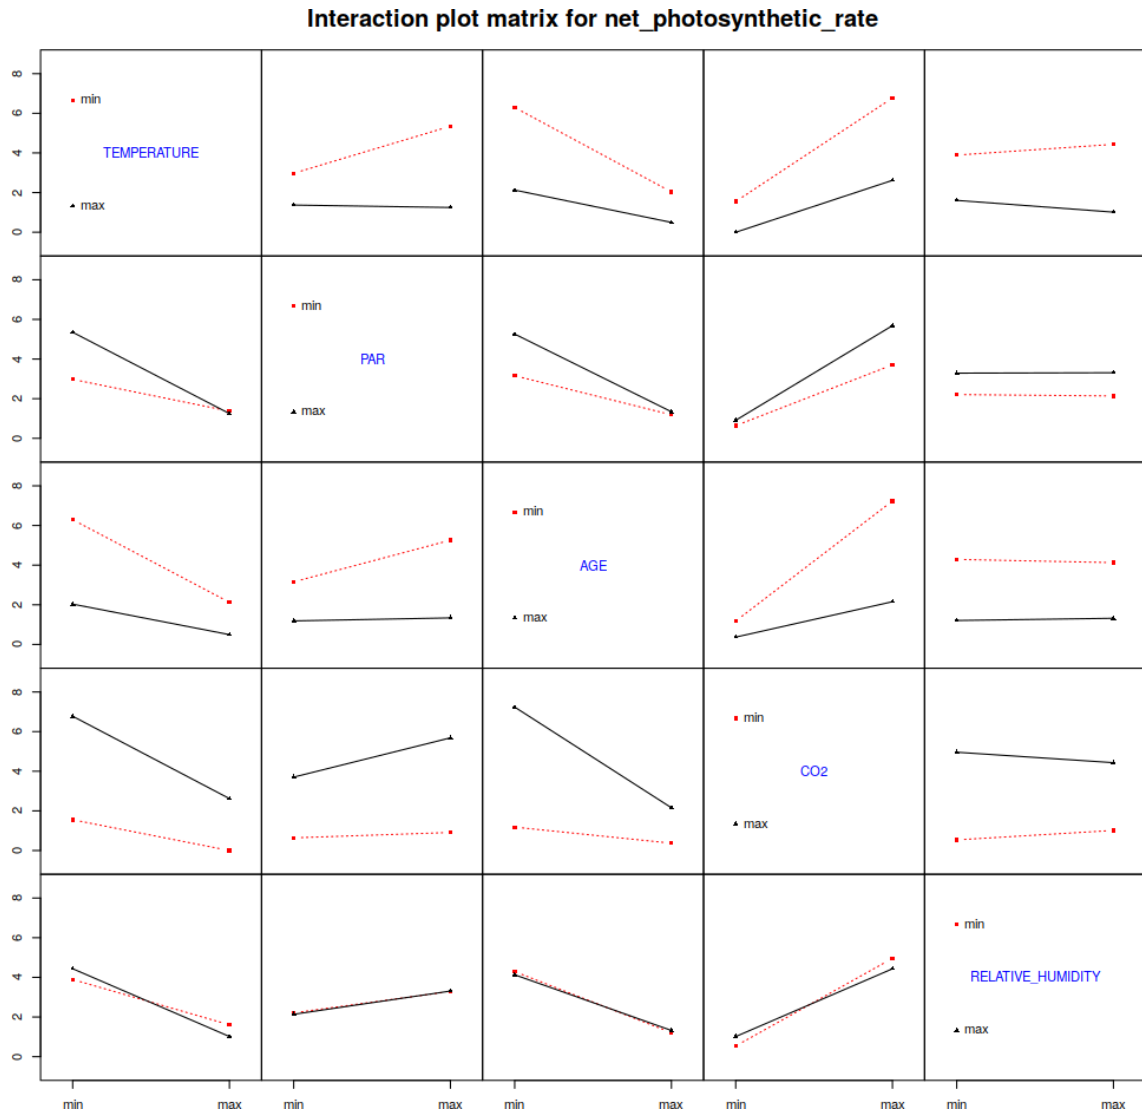 Interaction plot matrix for net_photosynthetic_rate
8
6
4
2
0
min
TEMPERATURE
max
8
6
4
2
0
min
PAR
max
8
6
4
2
0
min
AGE
max
8
6
4
2
0
min
CO2
max
8
6
4
2
0
min
RELATIVE_HUMIDITY
max
min max min max min max min max min max